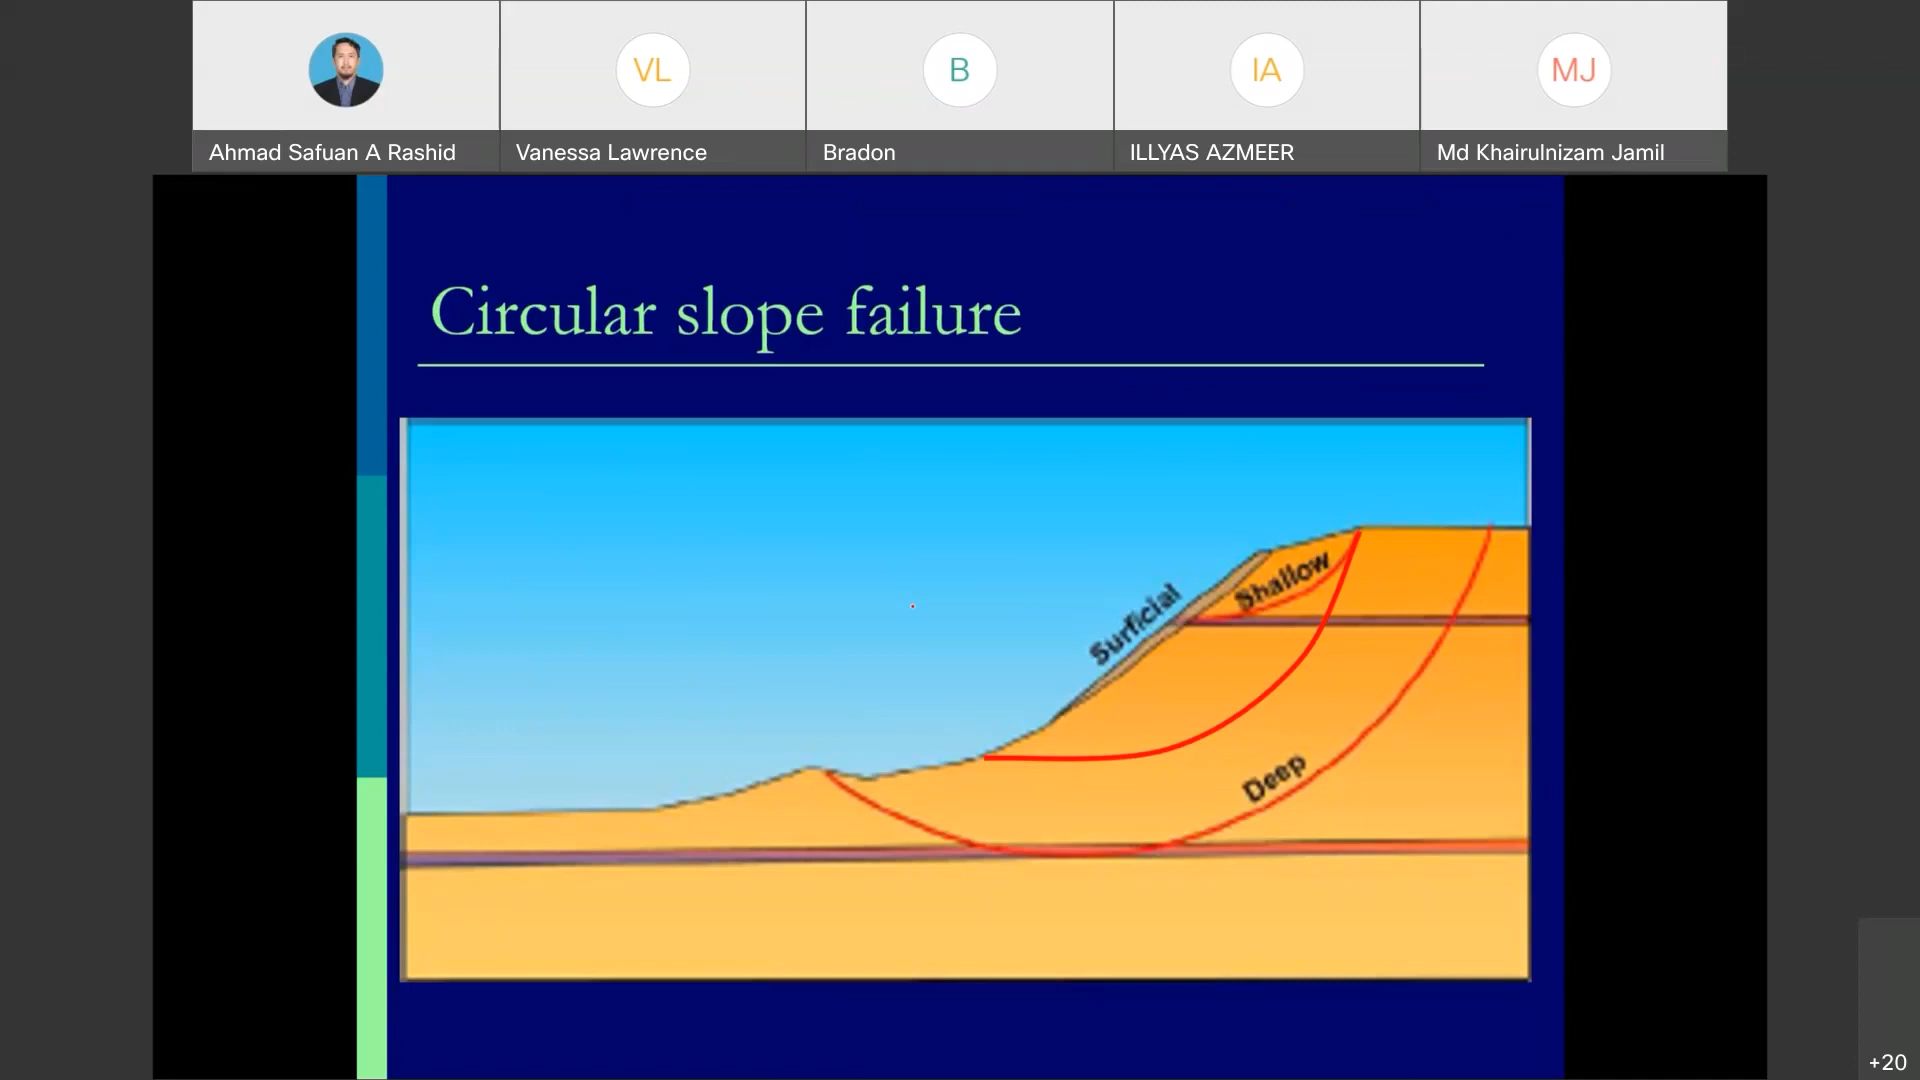 VL
B
IA
MJ
Ahmad Safuan A Rashid
Vanessa Lawrence
Bradon
ILLYAS AZMEER
Md Khairulnizam Jamil
Circular slope failure
Shallow
Surficial
Deep
+20